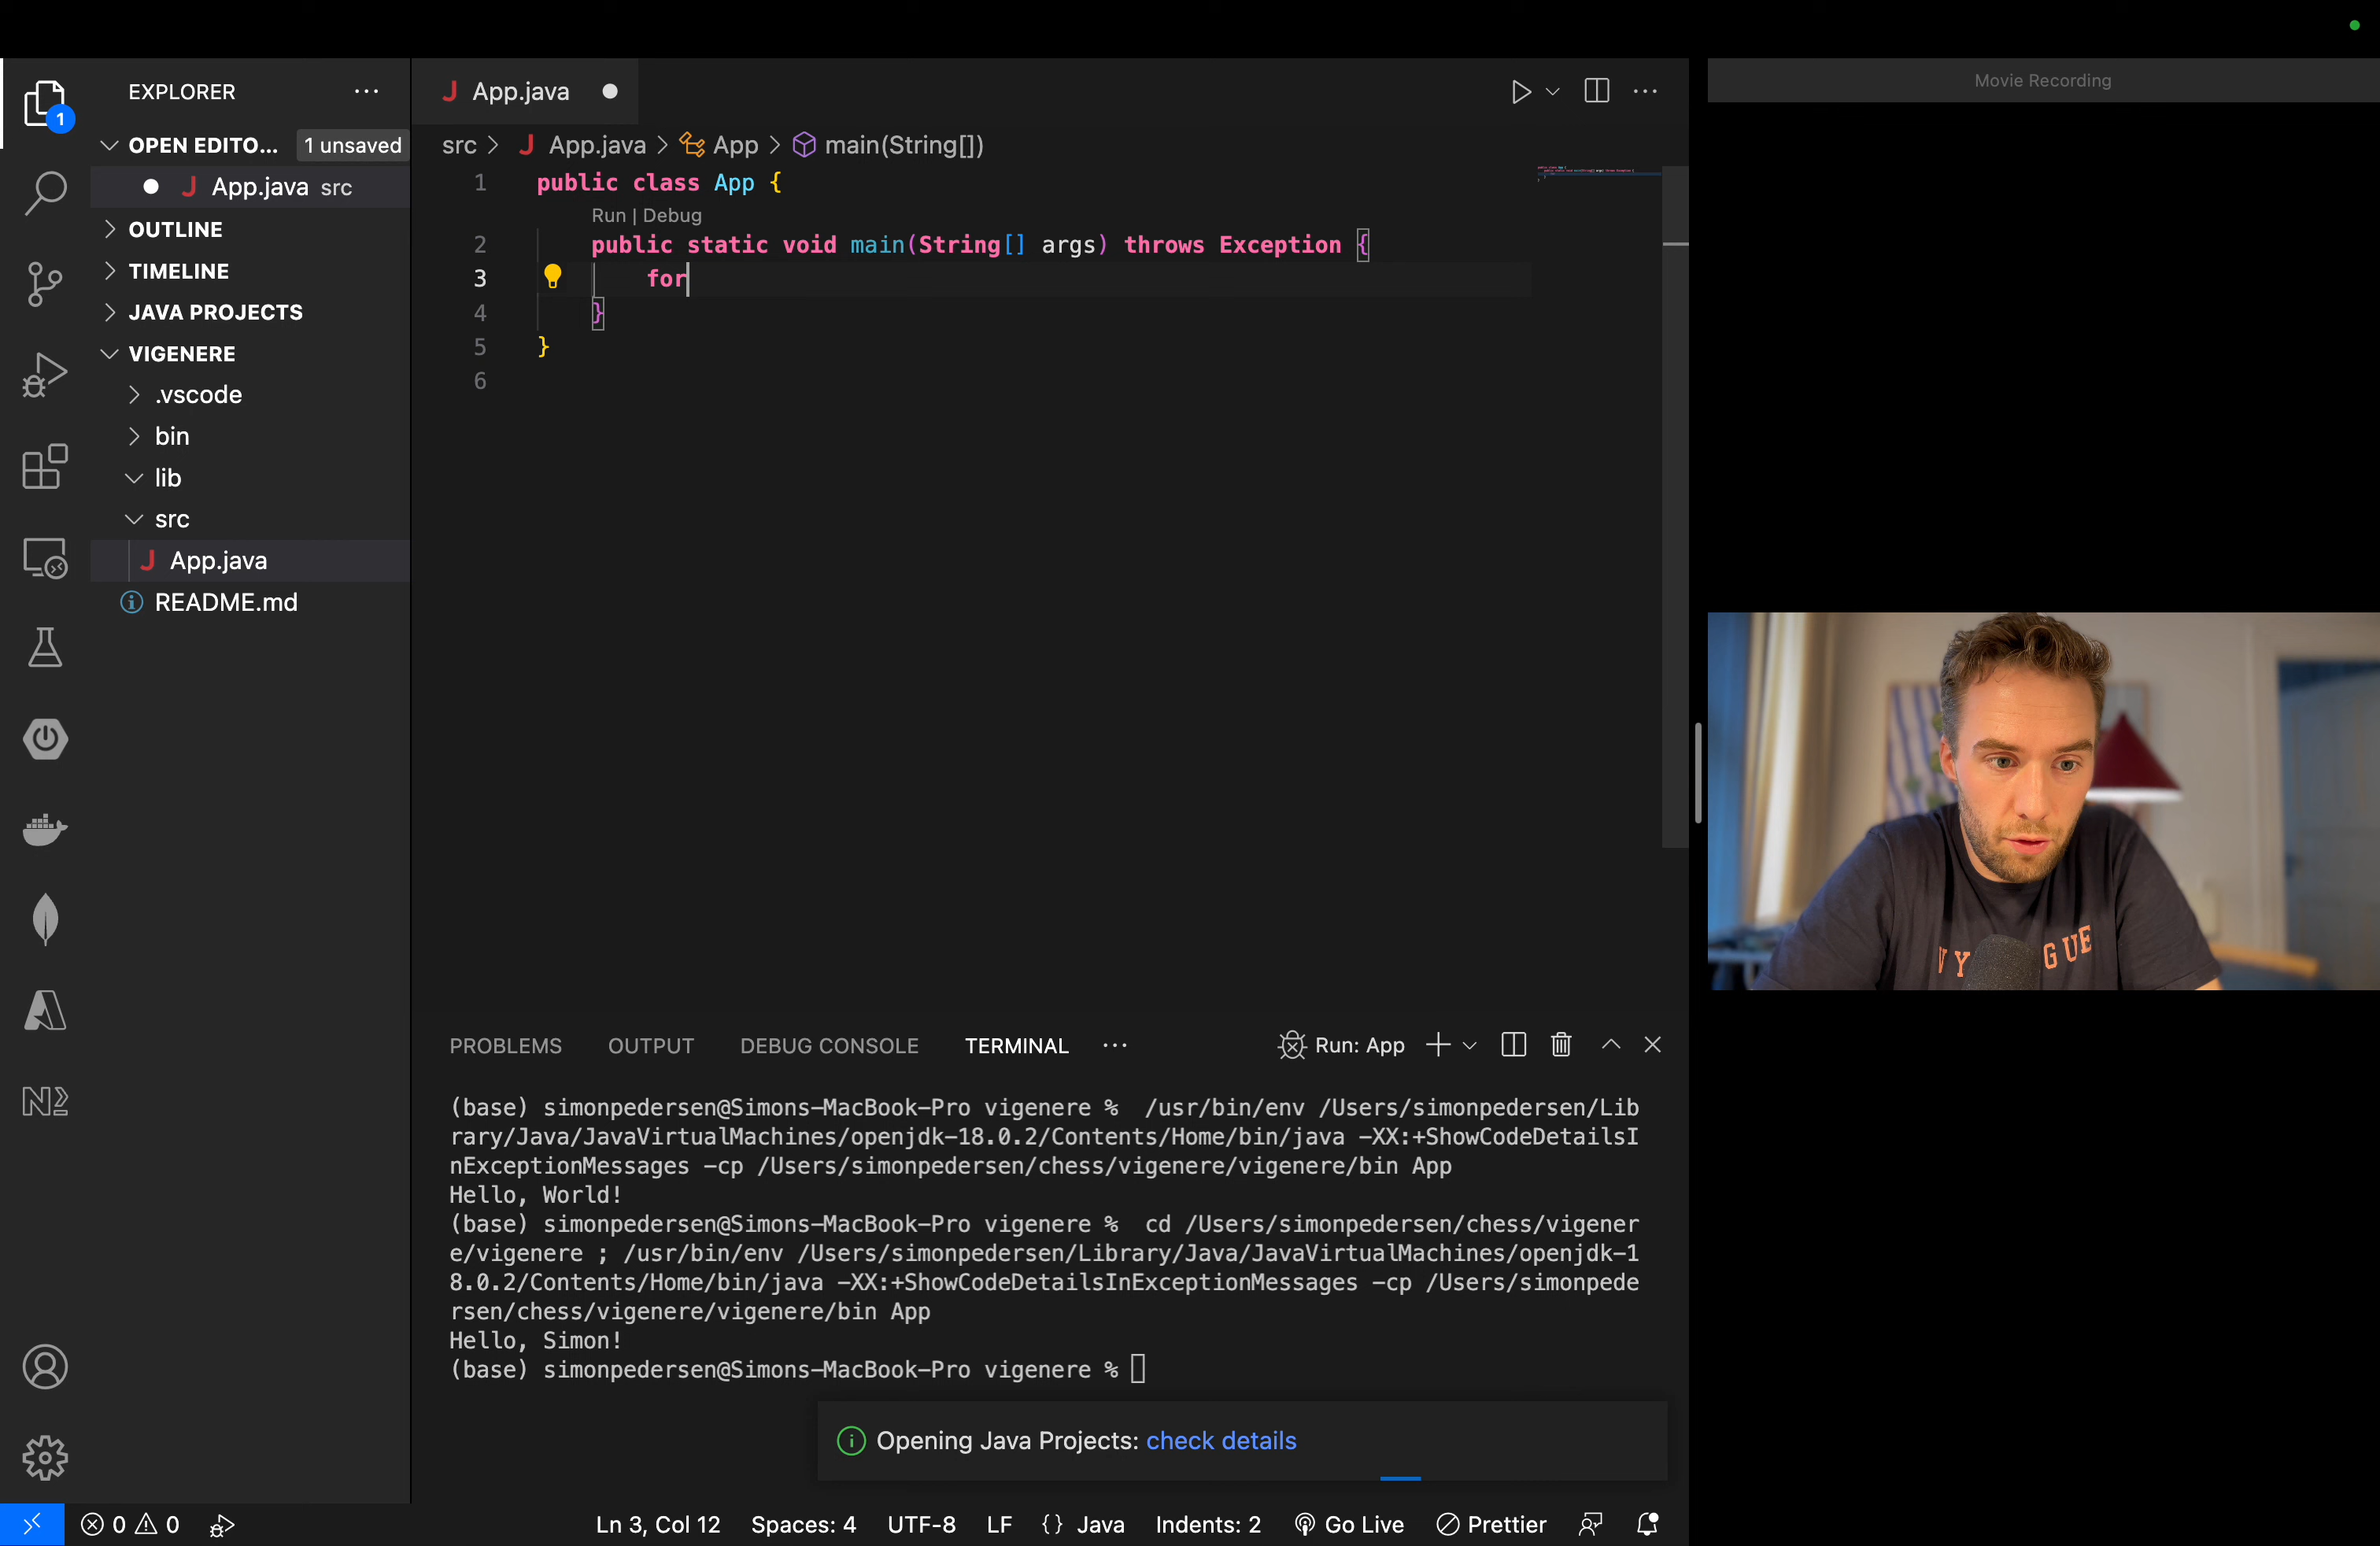 Movie Recording
EXPLORER
1
OPEN EDITO... 1 unsaved
App.java src
OUTLINE
TIMELINE
JAVA PROJECTS
VIGENERE
.vscode
bin
lib
src
App.java
README.md
App.java
src > App.java > App > main(String[])
1 public class App {
Run | Debug
2 public static void main(String[] args) throws Exception {
3 for
4 }
5 }
6
PROBLEMS OUTPUT DEBUG CONSOLE TERMINAL ... Run: App
(base) simonpedersen@Simons-MacBook-Pro vigenere %  /usr/bin/env /Users/simonpedersen/Lib
rary/Java/JavaVirtualMachines/openjdk-18.0.2/Contents/Home/bin/java -XX:+ShowCodeDetailsI
nExceptionMessages -cp /Users/simonpedersen/chess/vigenere/vigenere/bin App
Hello, World!
(base) simonpedersen@Simons-MacBook-Pro vigenere %  cd /Users/simonpedersen/chess/vigener
e/vigenere ; /usr/bin/env /Users/simonpedersen/Library/Java/JavaVirtualMachines/openjdk-1
8.0.2/Contents/Home/bin/java -XX:+ShowCodeDetailsInExceptionMessages -cp /Users/simonpede
rsen/chess/vigenere/vigenere/bin App
Hello, Simon!
(base) simonpedersen@Simons-MacBook-Pro vigenere %
Opening Java Projects: check details
0 0 Ln 3, Col 12 Spaces: 4 UTF-8 LF {} Java Indents: 2 Go Live Prettier